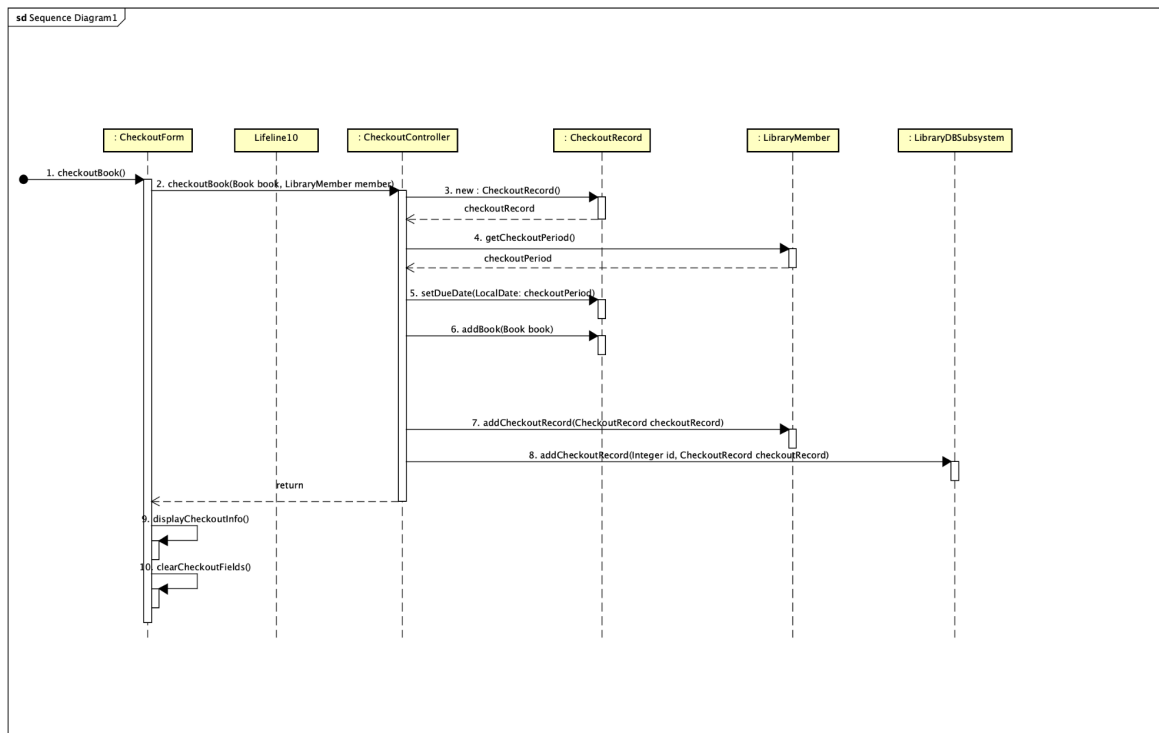 sd Sequence Diagram1
: CheckoutForm
Lifeline10
: CheckoutController
: CheckoutRecord
: LibraryMember
: LibraryDBSubsystem
1. checkoutBook()
2. checkoutBook(Book book, LibraryMember member)
3. new : CheckoutRecord()
checkoutRecord
4. getCheckoutPeriod()
checkoutPeriod
5. setDueDate(LocalDate: checkoutPeriod)
6. addBook(Book book)
7. addCheckoutRecord(CheckoutRecord checkoutRecord)
8. addCheckoutRecord(Integer id, CheckoutRecord checkoutRecord)
return
9. displayCheckoutInfo()
10. clearCheckoutFields()